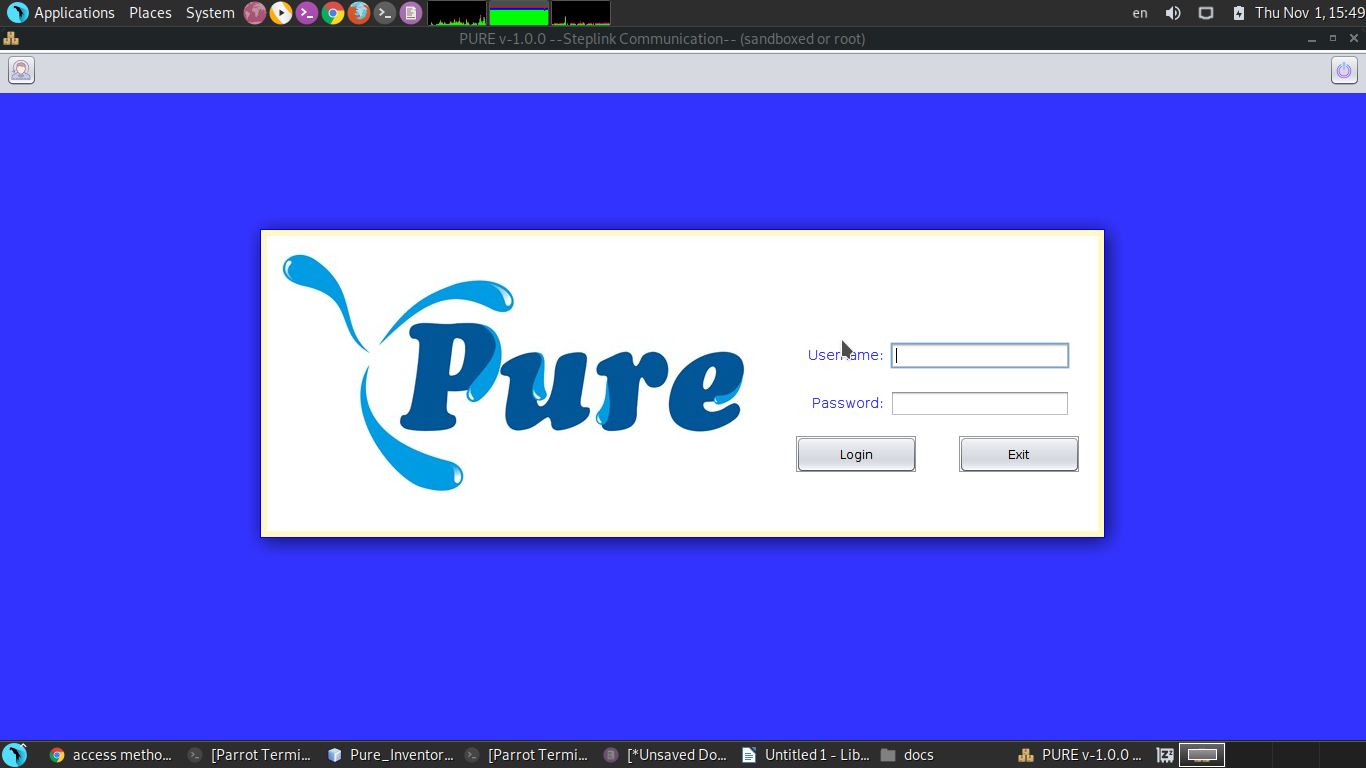 Applications Places System en Thu Nov 1, 15:49
PURE v-1.0.0 --Steplink Communication-- (sandboxed or root)
Pure
Username:
Password:
Login Exit
access metho... [Parrot Termi... Pure_Inventor... [Parrot Termi... [*Unsaved Do... Untitled 1 - Lib... docs PURE v-1.0.0 ...